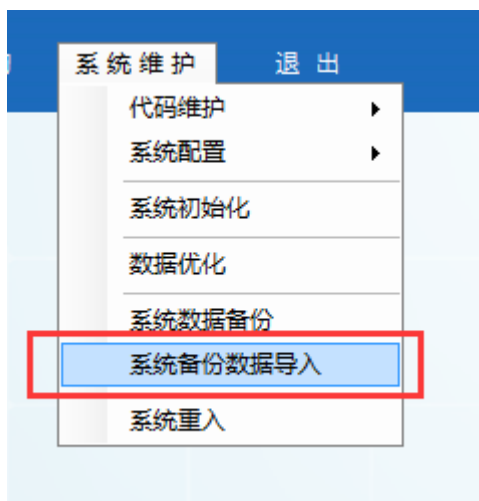 系统维护 退出
代码维护
系统配置
系统初始化
数据优化
系统数据备份
系统备份数据导入
系统重入